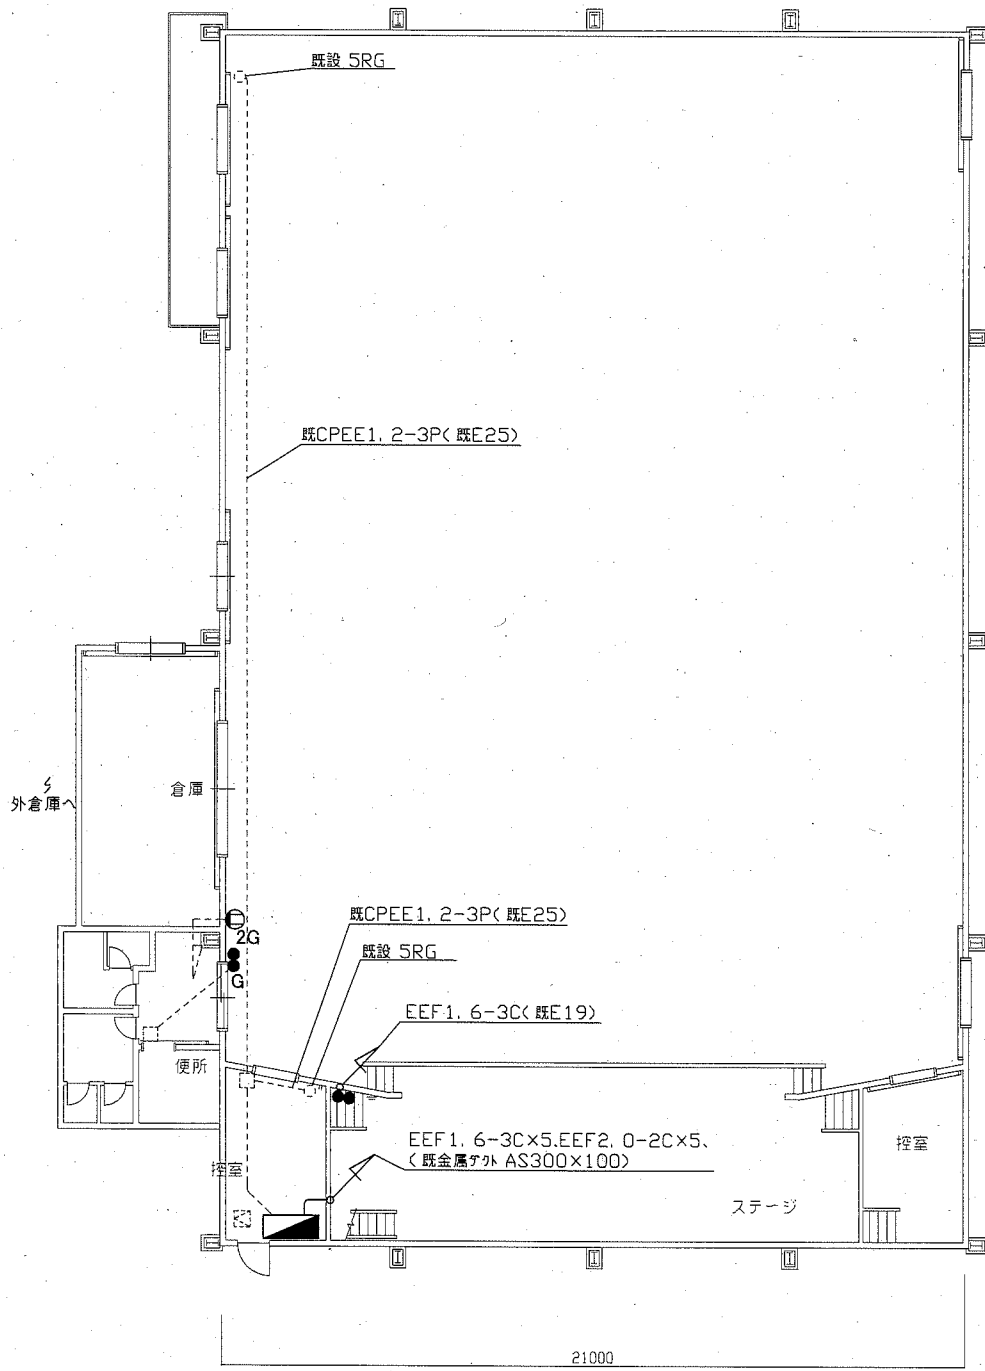 既設 5RG
既CPEE1, 2-3P( 既E25)
倉庫
外倉庫へ
既CPEE1, 2-3P( 既E25)
2G
既設 5RG
G
EEF1, 6-3C( 既E19)
便所
EEF1, 6-3C×5.EEF2, 0-2C×5、
( 既金属ダクト AS300×100)
控室
控室
ステージ
21000